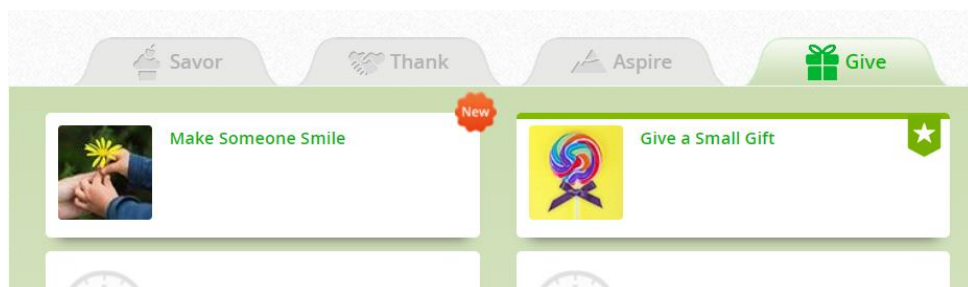 Savor
Thank
Aspire
Give
New
Make Someone Smile
Give a Small Gift